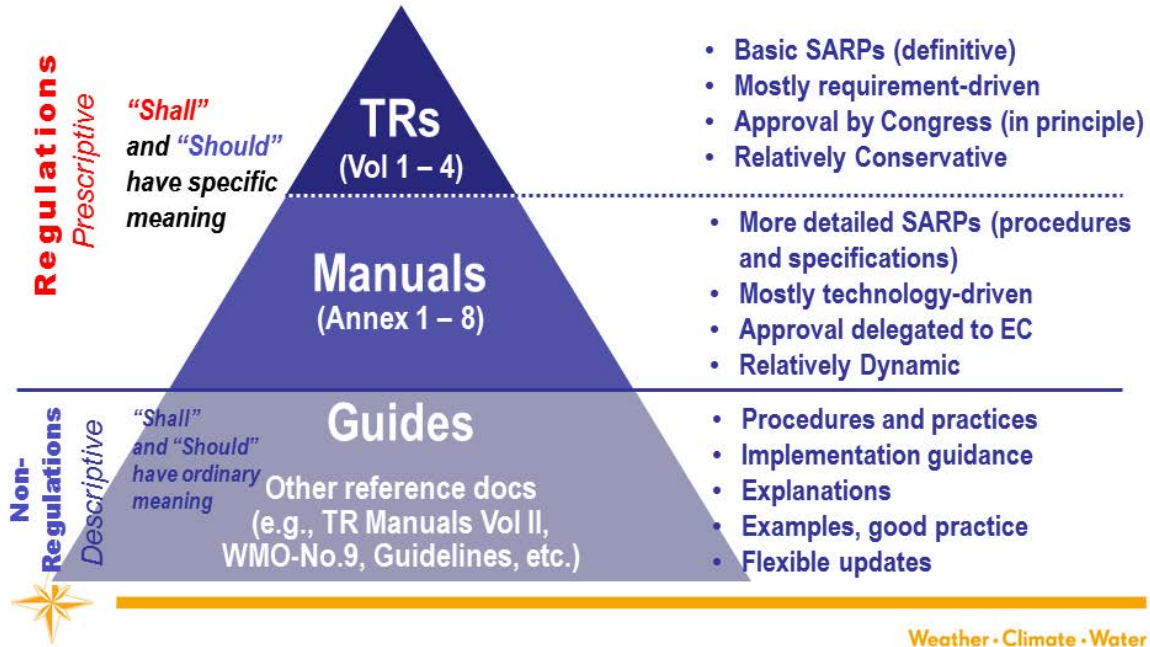 Regulations
Prescriptive
“Shall”
and “Should”
have specific
meaning
TRs
(Vol 1 – 4)
• Basic SARPs (definitive)
• Mostly requirement-driven
• Approval by Congress (in principle)
• Relatively Conservative
Manuals
(Annex 1 – 8)
• More detailed SARPs (procedures
and specifications)
• Mostly technology-driven
• Approval delegated to EC
• Relatively Dynamic
Non-
Regulations
Descriptive
“Shall”
and “Should”
have ordinary
meaning
Guides
Other reference docs
(e.g., TR Manuals Vol II,
WMO-No.9, Guidelines, etc.)
• Procedures and practices
• Implementation guidance
• Explanations
• Examples, good practice
• Flexible updates
Weather · Climate · Water